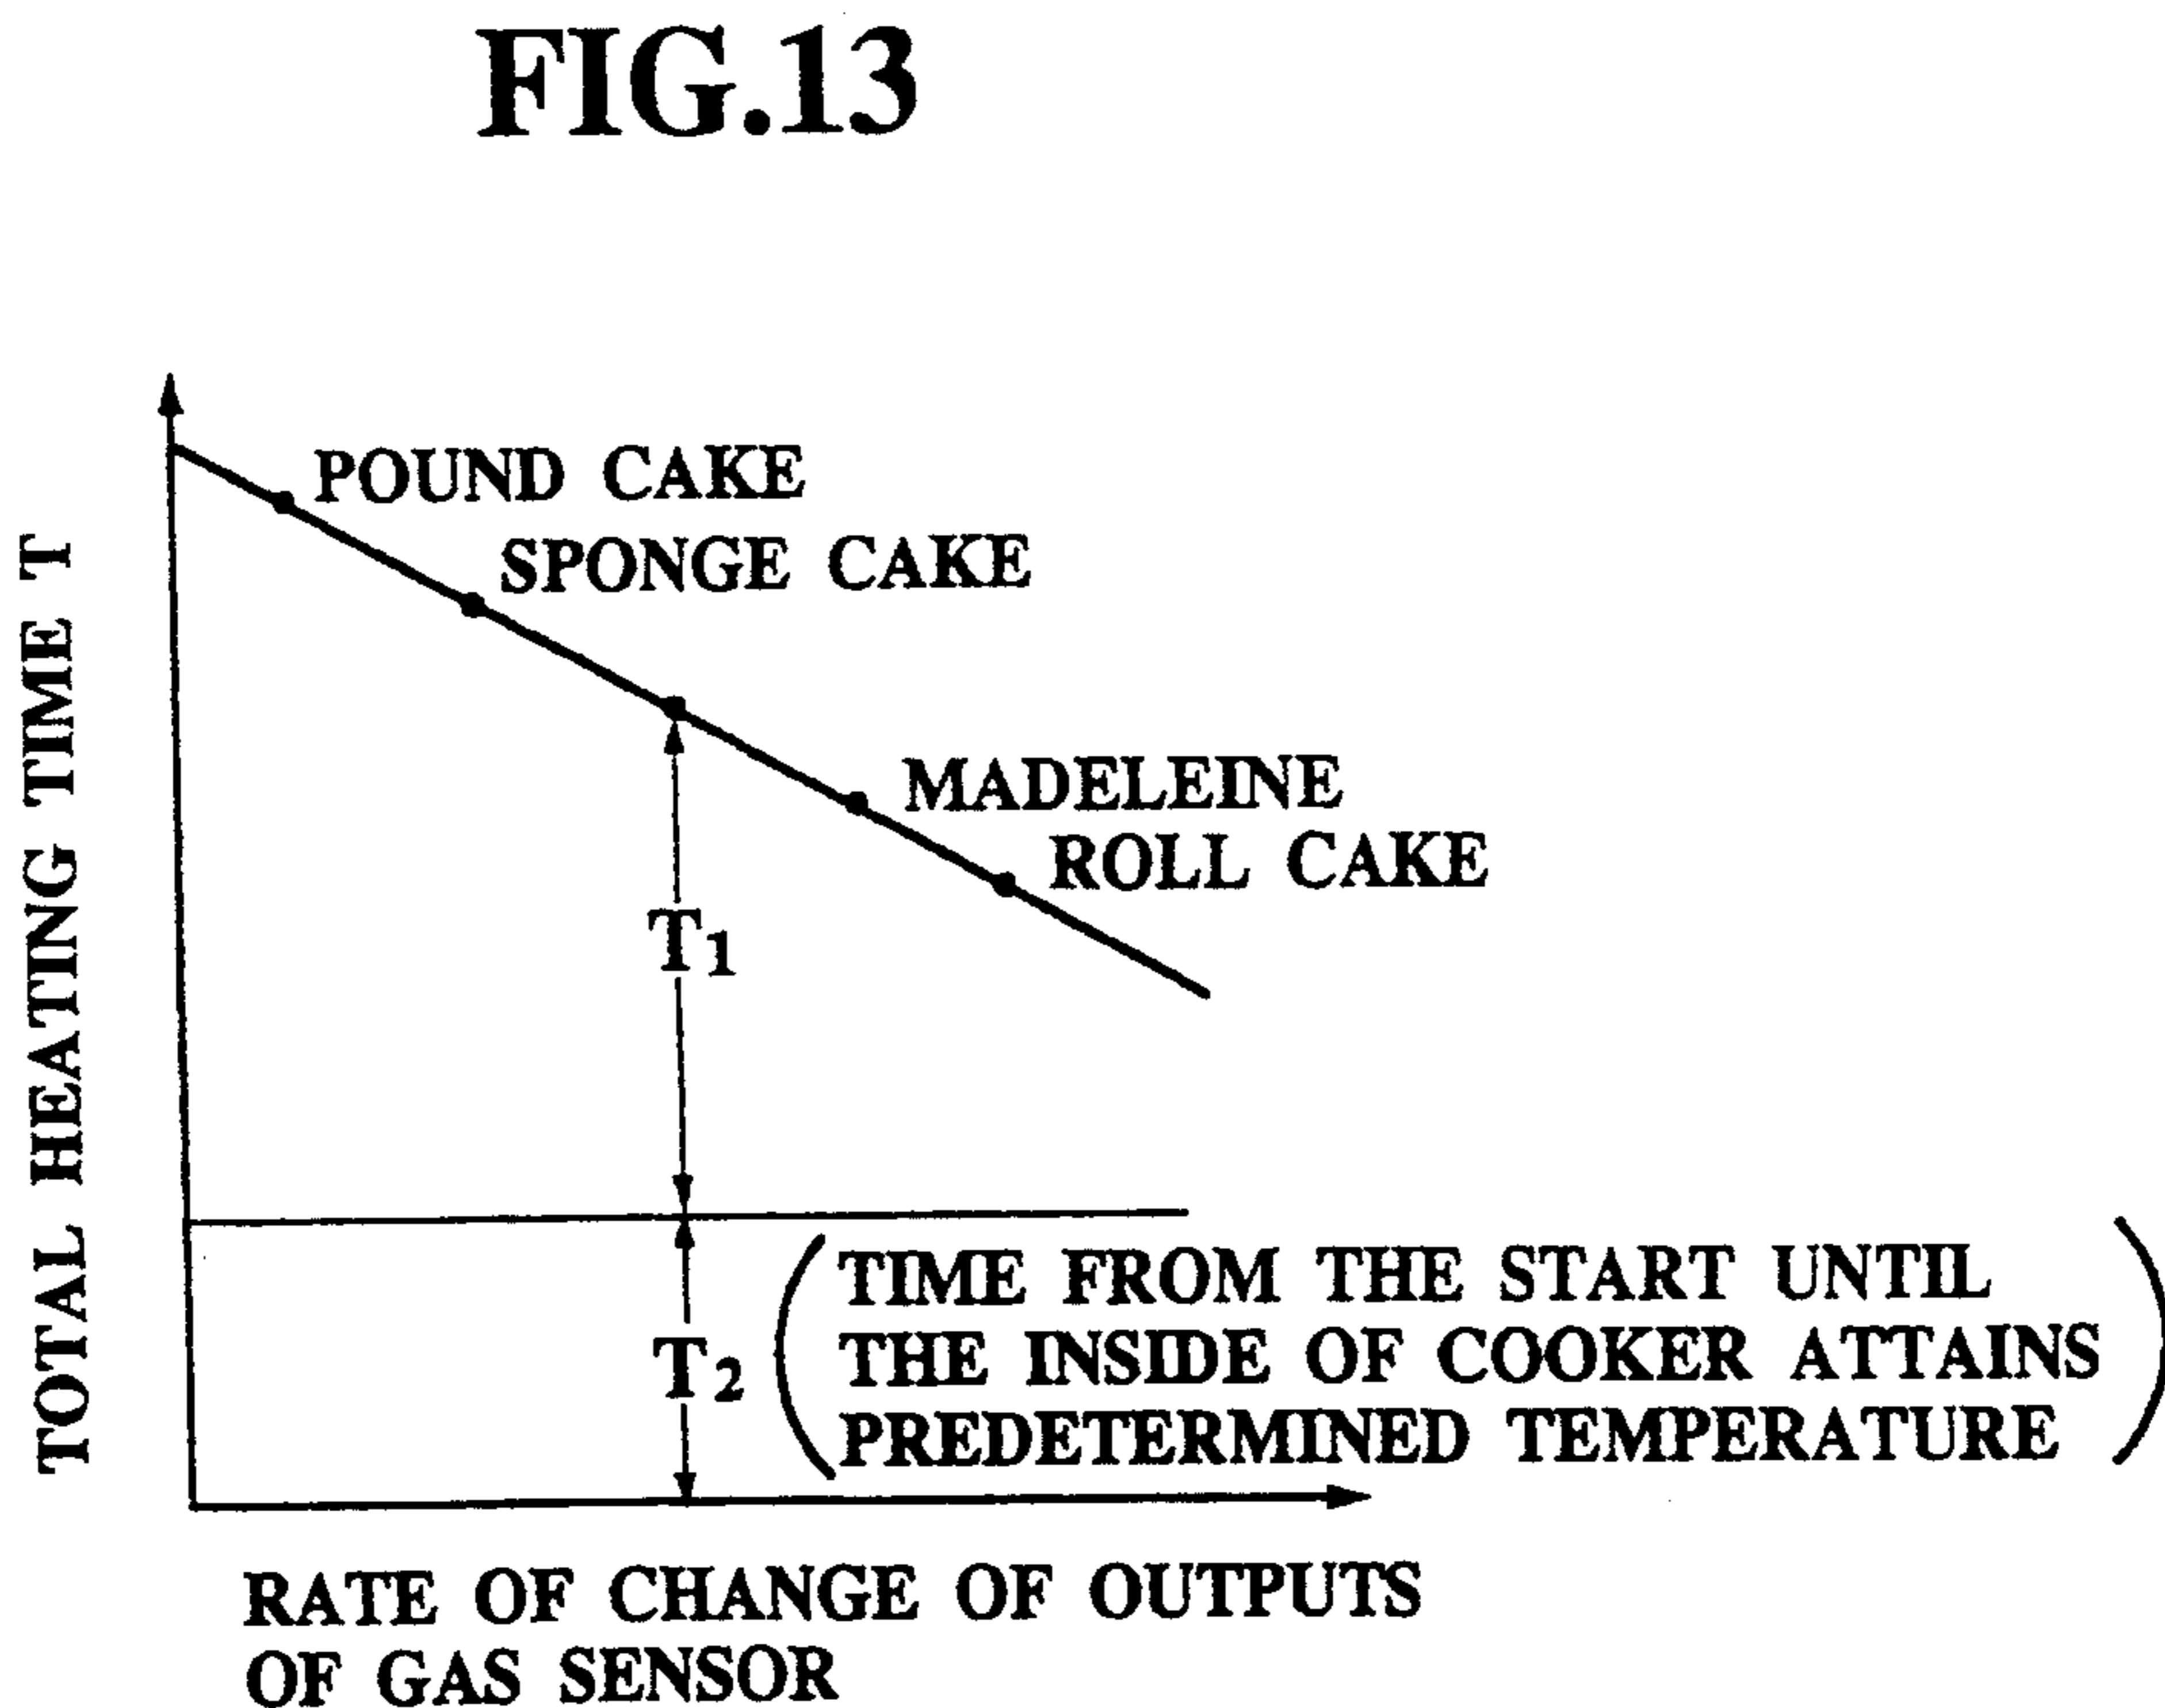 FIG.13
TOTAL HEATING TIME T
POUND CAKE
SPONGE CAKE
MADELEINE
ROLL CAKE
T1
T2
TIME FROM THE START UNTIL
THE INSIDE OF COOKER ATTAINS
PREDETERMINED TEMPERATURE
RATE OF CHANGE OF OUTPUTS
OF GAS SENSOR